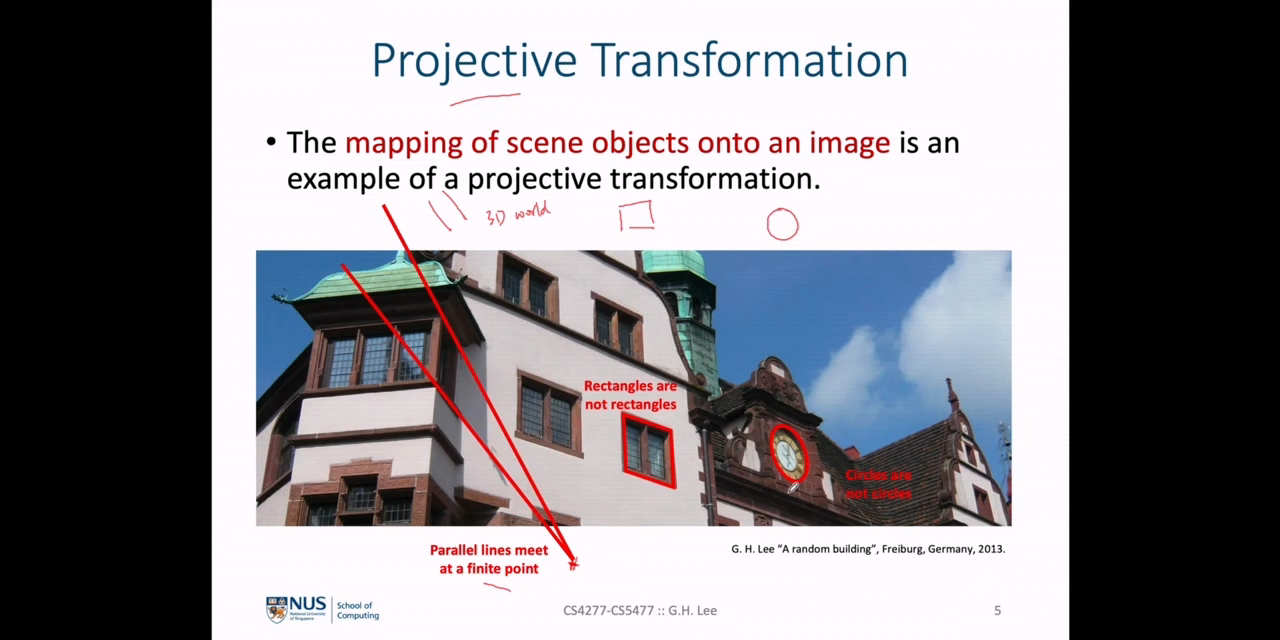 Projective Transformation
• The mapping of scene objects onto an image is an
example of a projective transformation.
3D world
Rectangles are
not rectangles
Circles are
not circles
Parallel lines meet
at a finite point
G. H. Lee “A random building”, Freiburg, Germany, 2013.
NUS
National University
of Singapore
School of
Computing
CS4277-CS5477 :: G.H. Lee
5